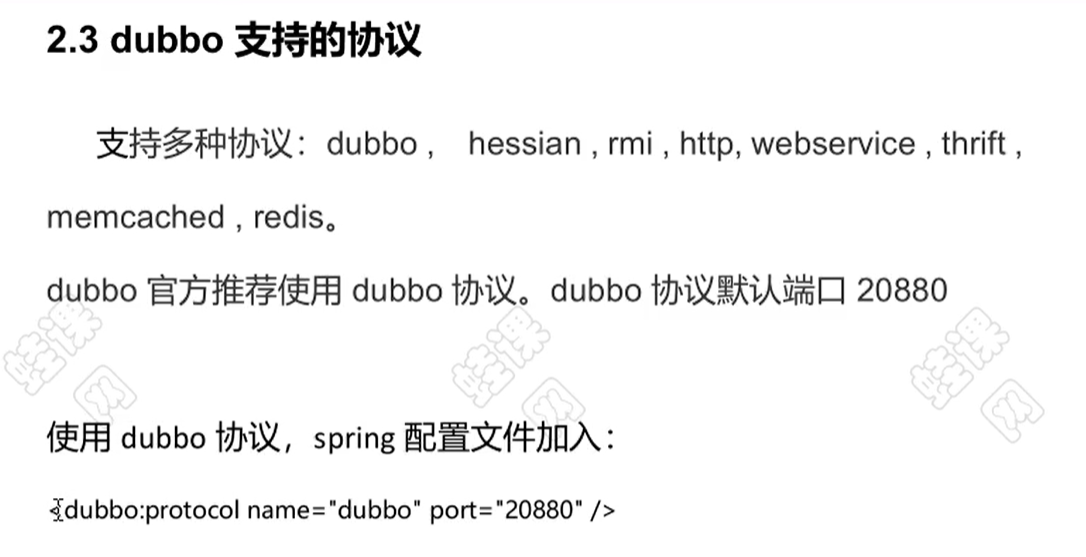 2.3 dubbo 支持的协议
支持多种协议：dubbo ， hessian , rmi , http, webservice , thrift ,
memcached , redis。
dubbo 官方推荐使用 dubbo 协议。dubbo 协议默认端口 20880
蛙课网
蛙课网
蛙课网
使用 dubbo 协议，spring 配置文件加入：
<dubbo:protocol name="dubbo" port="20880" />